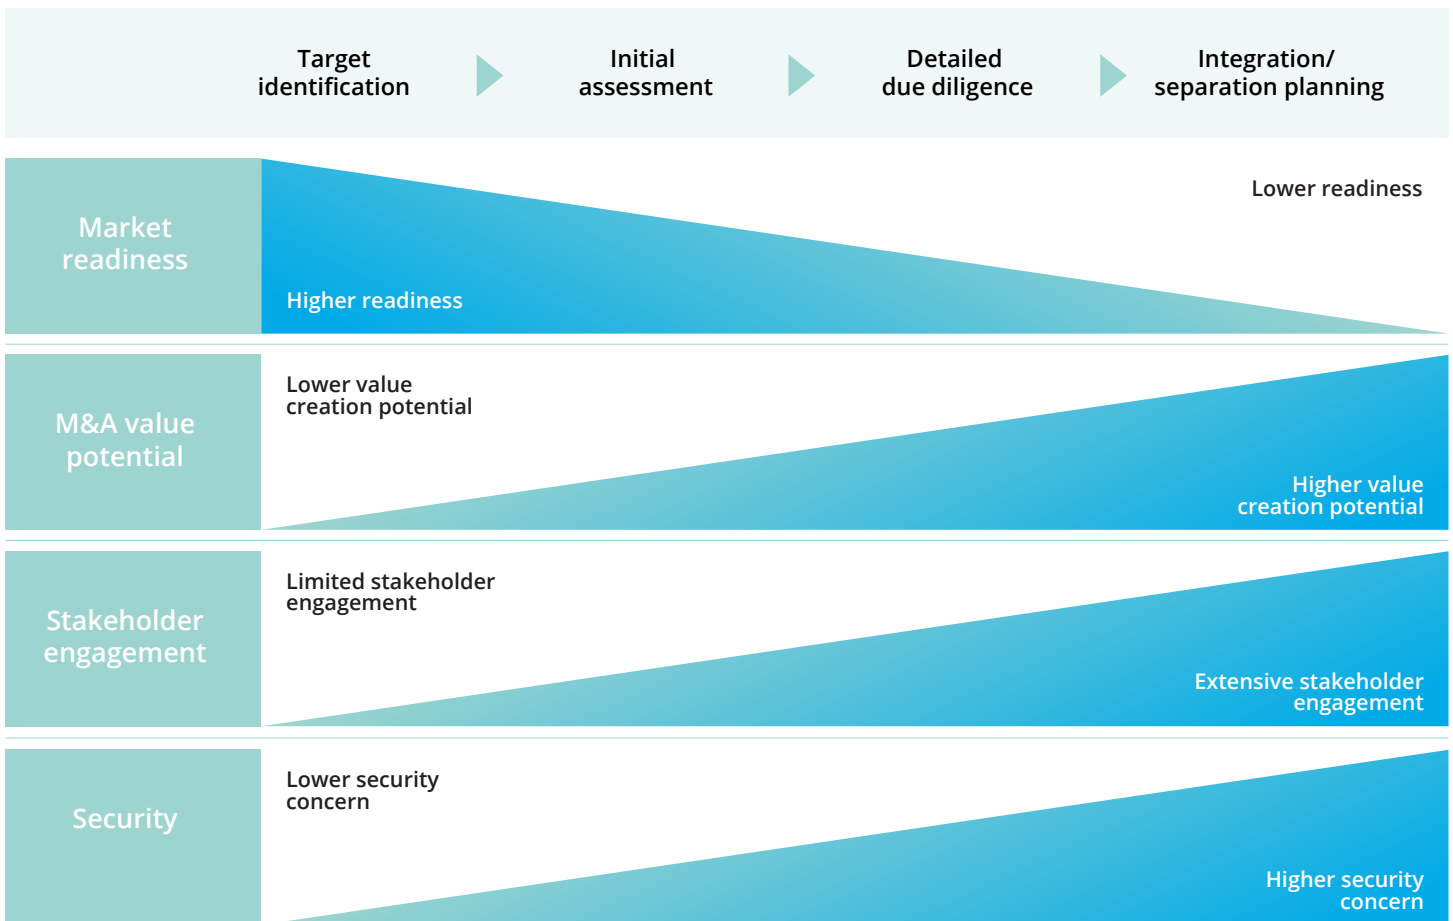 Target
identification
Initial
assessment
Detailed
due diligence
Integration/
separation planning
Market
readiness
Higher readiness
Lower readiness
M&A value
potential
Lower value
creation potential
Higher value
creation potential
Stakeholder
engagement
Limited stakeholder
engagement
Extensive stakeholder
engagement
Security
Lower security
concern
Higher security
concern